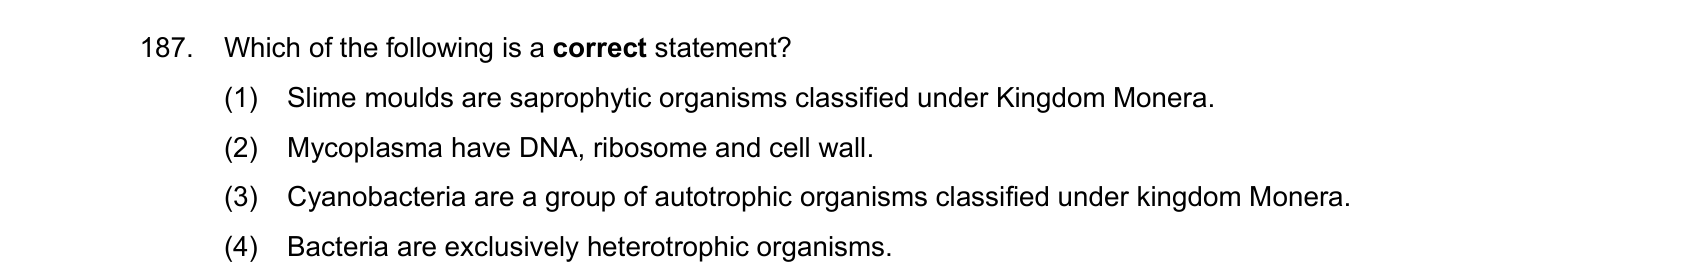 187. Which of the following is a correct statement?
(1) Slime moulds are saprophytic organisms classified under Kingdom Monera.
(2) Mycoplasma have DNA, ribosome and cell wall.
(3) Cyanobacteria are a group of autotrophic organisms classified under kingdom Monera.
(4) Bacteria are exclusively heterotrophic organisms.